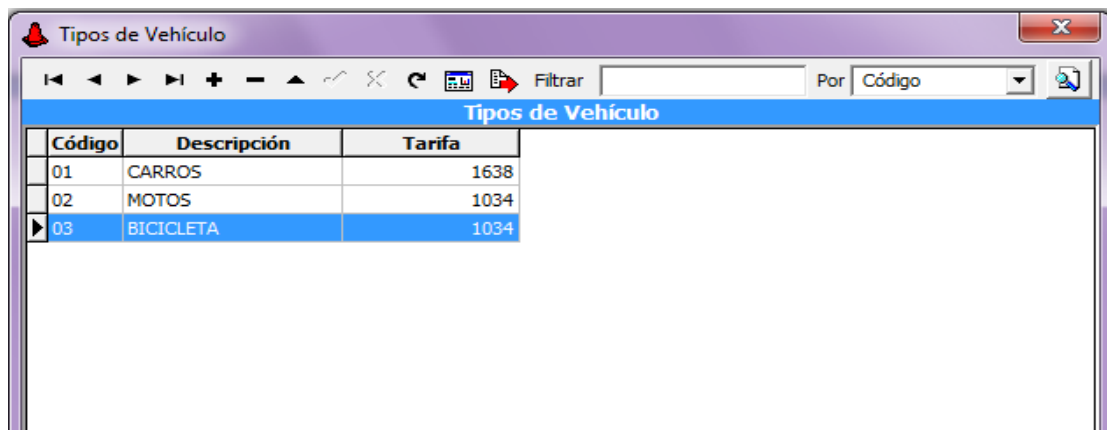 Tipos de Vehículo
Filtrar Por Código
Tipos de Vehículo
Código Descripción Tarifa
01 CARROS 1638
02 MOTOS 1034
03 BICICLETA 1034